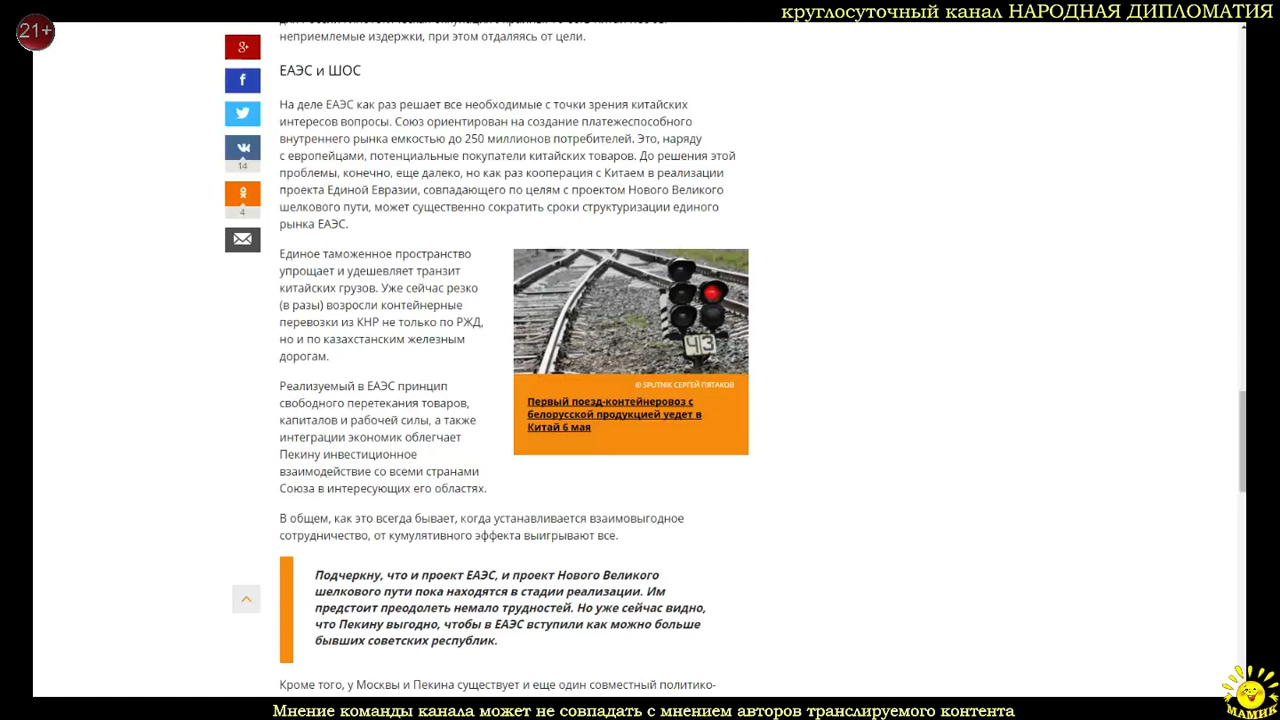 круглосуточный канал НАРОДНАЯ ДИПЛОМАТИЯ
21+
неприемлемые издержки, при этом отдаляясь от цели.
8+
f
14
4
ЕАЭС и ШОС
На деле ЕАЭС как раз решает все необходимые с точки зрения китайских
интересов вопросы. Союз ориентирован на создание платежеспособного
внутреннего рынка емкостью до 250 миллионов потребителей. Это, наряду
с европейцами, потенциальные покупатели китайских товаров. До решения этой
проблемы, конечно, еще далеко, но как раз кооперация с Китаем в реализации
проекта Единой Евразии, совпадающего по целям с проектом Нового Великого
шелкового пути, может существенно сократить сроки структуризации единого
рынка ЕАЭС.
Единое таможенное пространство
упрощает и удешевляет транзит
китайских грузов. Уже сейчас резко
(в разы) возросли контейнерные
перевозки из КНР не только по РЖД,
но и по казахстанским железным
дорогам.
Реализуемый в ЕАЭС принцип
свободного перетекания товаров,
капиталов и рабочей силы, а также
интеграции экономик облегчает
Пекину инвестиционное
взаимодействие со всеми странами
Союза в интересующих его областях.
Ч13
© SPUTNIK СЕРГЕЙ ПЯТАКОВ
Первый поезд-контейнеровоз с
белорусской продукцией уедет в
Китай 6 мая
В общем, как это всегда бывает, когда устанавливается взаимовыгодное
сотрудничество, от кумулятивного эффекта выигрывают все.
Подчеркну, что и проект ЕАЭС, и проект Нового Великого
шелкового пути пока находятся в стадии реализации. Им
предстоит преодолеть немало трудностей. Но уже сейчас видно,
что Пекину выгодно, чтобы в ЕАЭС вступили как можно больше
бывших советских республик.
Кроме того, у Москвы и Пекина существует и еще один совместный политико-
Мнение команды канала может не совпадать с мнением авторов транслируемого контента
МАМИК